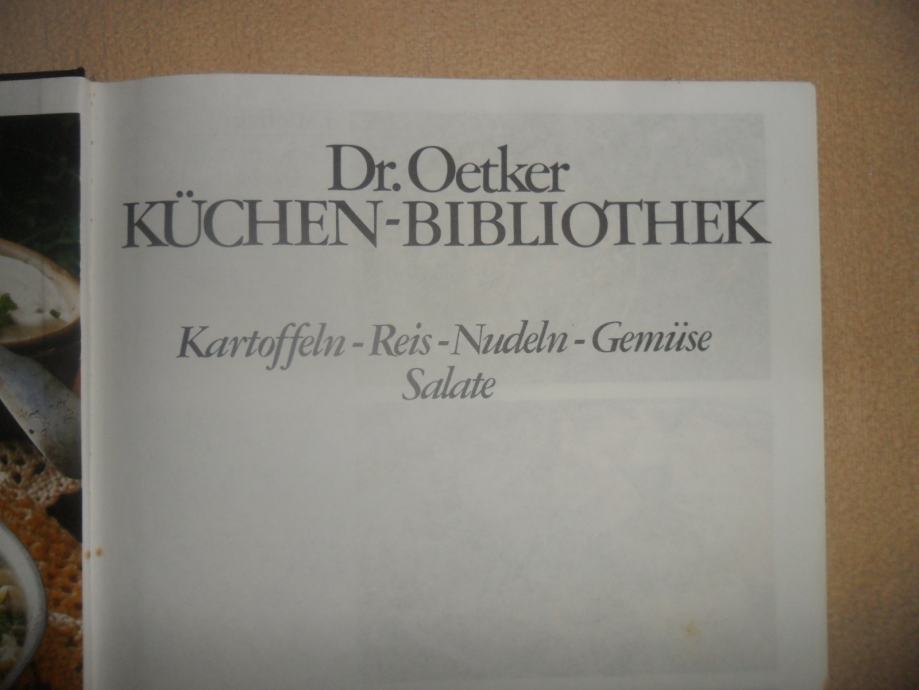 Dr. Oetker
KÜCHEN-BIBLIOTHEK
Kartoffeln - Reis - Nudeln - Gemüse
Salate